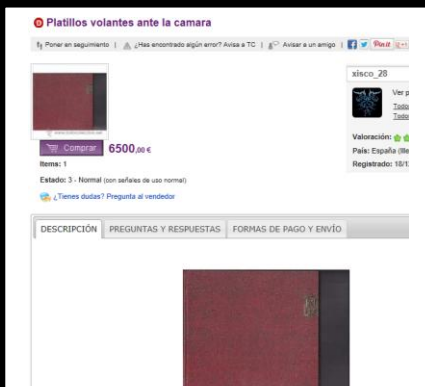 Platillos volantes ante la camara
Poner en seguimiento | ¿Has encontrado algún error? Avisa a TC | Avisar a un amigo | Pin it
xisco_28
Ver p
Todo
Todo
Comprar 6500,00 €
Valoración:
Items: 1
País: España (Ille
Estado: 3 - Normal (con señales de uso normal)
Registrado: 18/1
¿Tienes dudas? Pregunta al vendedor
DESCRIPCIÓN PREGUNTAS Y RESPUESTAS FORMAS DE PAGO Y ENVÍO